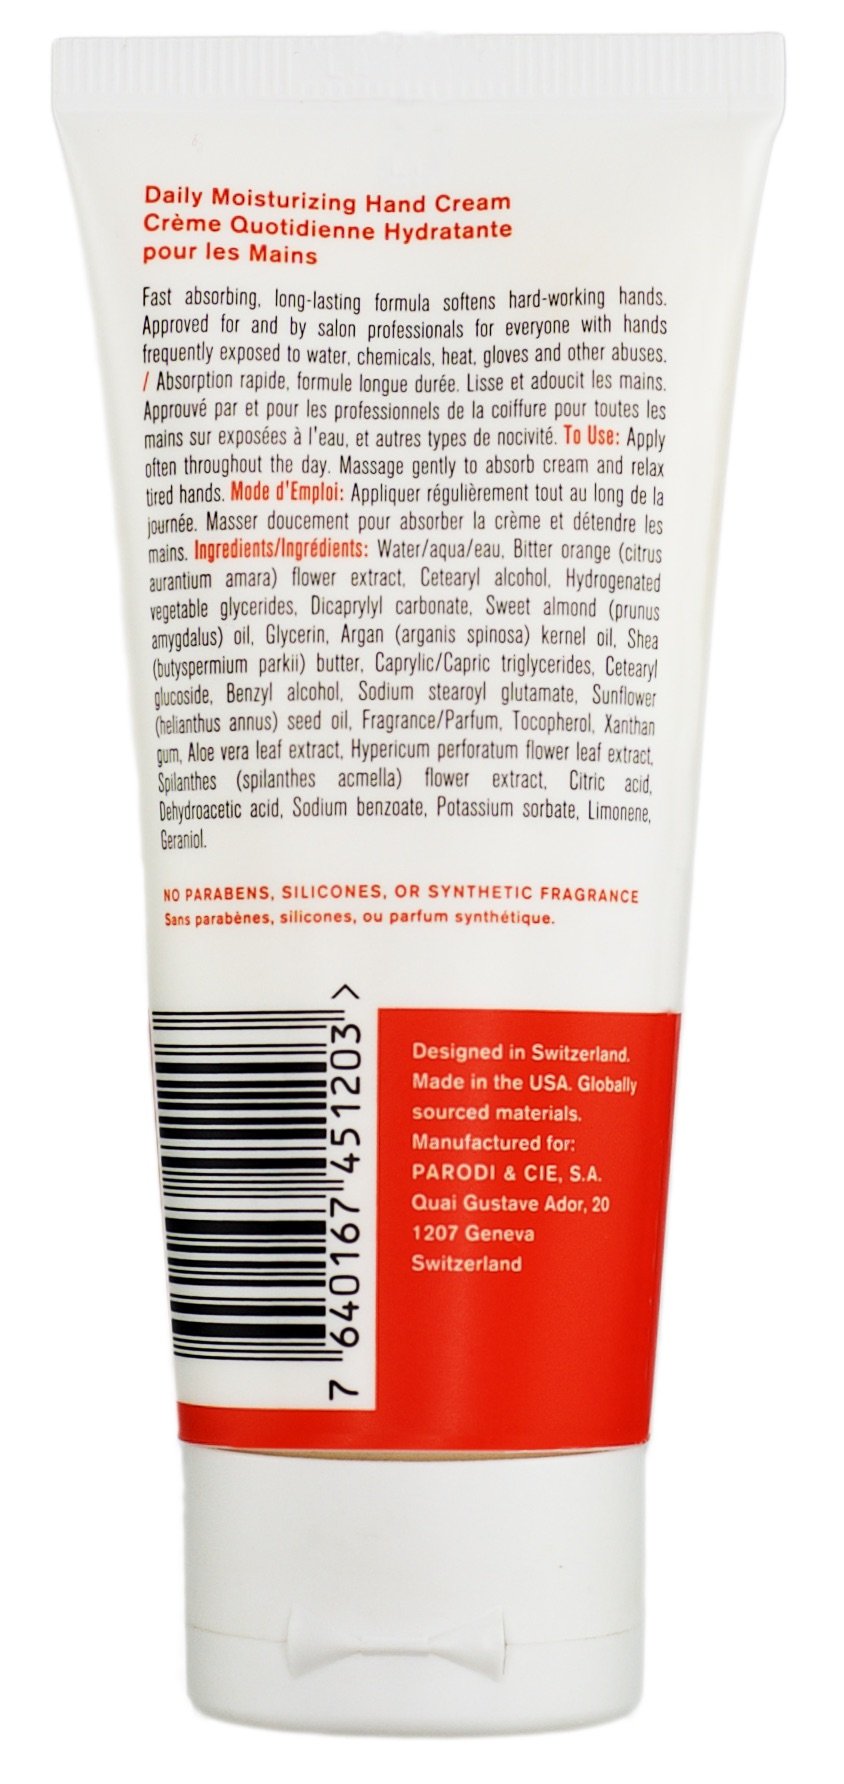 Daily Moisturizing Hand Cream
Crème Quotidienne Hydratante
pour les Mains
Fast absorbing, long-lasting formula softens hard-working hands.
Approved for and by salon professionals for everyone with hands
frequently exposed to water, chemicals, heat, gloves and other abuses.
/ Absorption rapide, formule longue durée. Lisse et adoucit les mains.
Approuvé par et pour les professionnels de la coiffure pour toutes les
mains sur exposées à l'eau, et autres types de nocivité. To Use: Apply
often throughout the day. Massage gently to absorb cream and relax
tired hands. Mode d'Emploi: Appliquer régulièrement tout au long de la
journée. Masser doucement pour absorber la crème et détendre les
mains. Ingredients/Ingrédients: Water/aqua/eau, Bitter orange (citrus
aurantium amara) flower extract, Cetearyl alcohol, Hydrogenated
vegetable glycerides, Dicaprylyl carbonate, Sweet almond (prunus
amygdalus) oil, Glycerin, Argan (arganis spinosa) kernel oil, Shea
(butyspermium parkii) butter, Caprylic/Capric triglycerides, Cetearyl
glucoside, Benzyl alcohol, Sodium stearoyl glutamate, Sunflower
(helianthus annus) seed oil, Fragrance/Parfum, Tocopherol, Xanthan
gum, Aloe vera leaf extract, Hypericum perforatum flower leaf extract,
Spilanthes (spilanthes acmella) flower extract, Citric acid,
Dehydroacetic acid, Sodium benzoate, Potassium sorbate, Limonene,
Geraniol.
NO PARABENS, SILICONES, OR SYNTHETIC FRAGRANCE
Sans parabènes, silicones, ou parfum synthétique.
7 640167 451203 >
Designed in Switzerland.
Made in the USA. Globally
sourced materials.
Manufactured for:
PARODI & CIE, S.A.
Quai Gustave Ador, 20
1207 Geneva
Switzerland